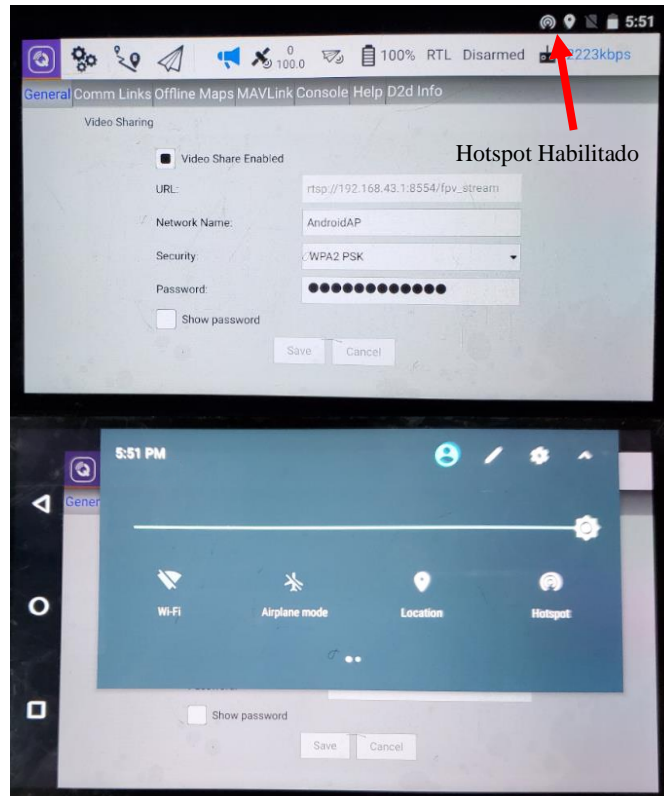 5:51
0
100.0
100% RTL Disarmed
2223kbps
General Comm Links Offline Maps MAVLink Console Help D2d Info
Video Sharing
Hotspot Habilitado
Video Share Enabled
URL:
rtsp://192.168.43.1:8554/fpv_stream
Network Name:
AndroidAP
Security:
WPA2 PSK
Password:
Show password
Save Cancel
5:51 PM
Gener
Wi-Fi Airplane mode Location Hotspot
Show password
Save Cancel